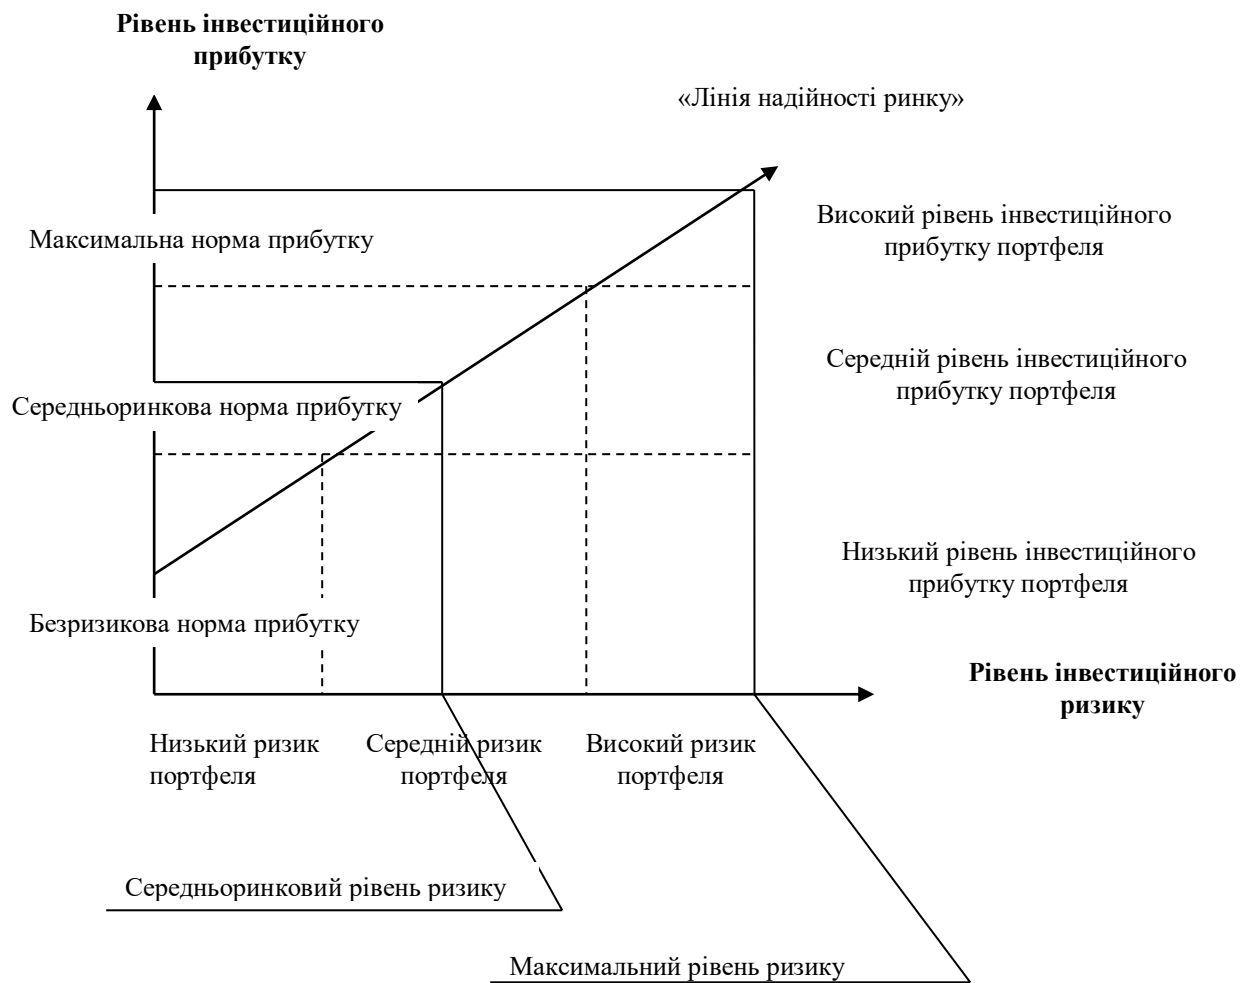 Рівень інвестиційного
прибутку
«Лінія надійності ринку»
Високий рівень інвестиційного
прибутку портфеля
Максимальна норма прибутку
Середній рівень інвестиційного
прибутку портфеля
Середньоринкова норма прибутку
Низький рівень інвестиційного
прибутку портфеля
Безризикова норма прибутку
Рівень інвестиційного
ризику
Низький ризик
портфеля
Середній ризик
портфеля
Високий ризик
портфеля
Середньоринковий рівень ризику
Максимальний рівень ризику